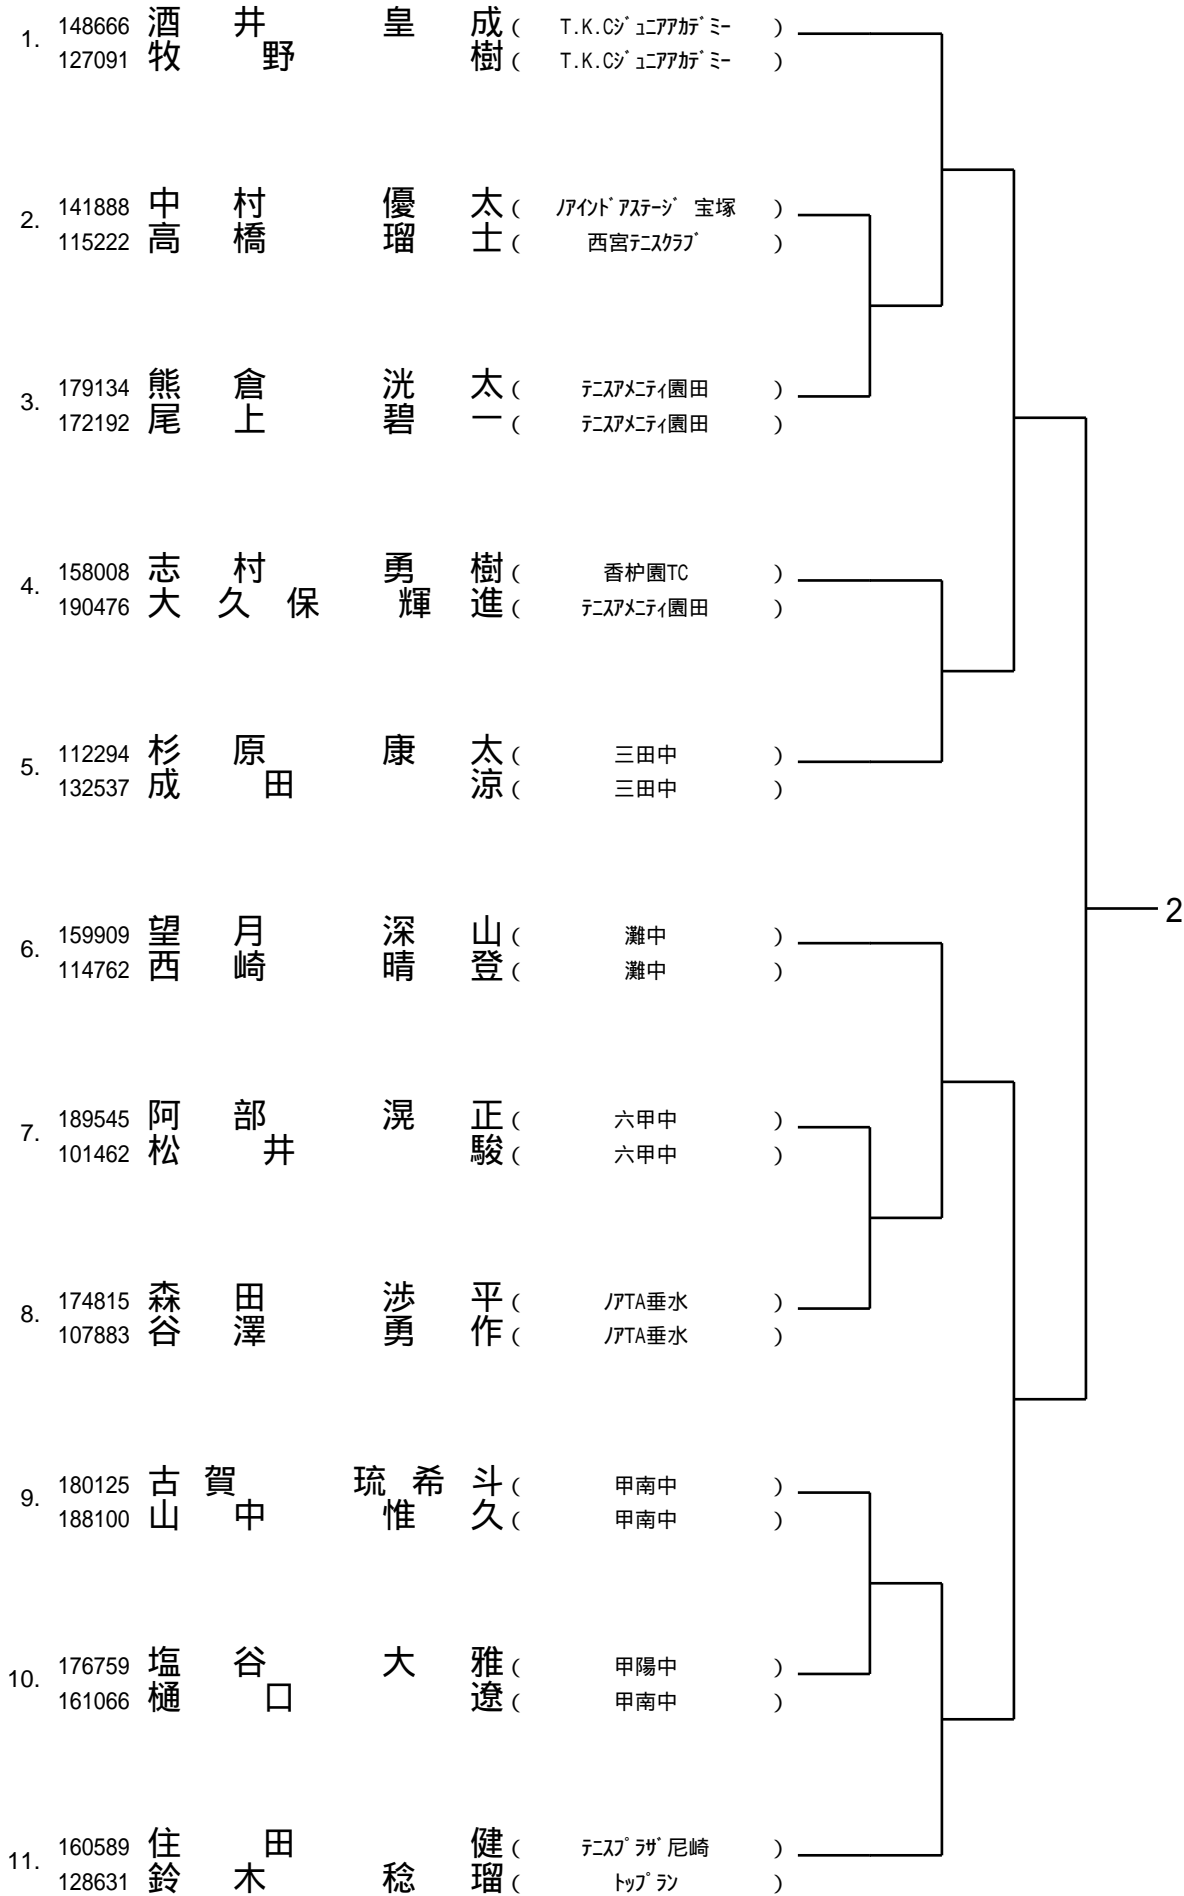 1. 148666 酒井 皇成 ( T.K.Cｼﾞｭﾆｱｱｶﾃﾞﾐｰ )
127091 牧野 樹 ( T.K.Cｼﾞｭﾆｱｱｶﾃﾞﾐｰ )
2. 141888 中村 優太 ( ﾉｱｲﾝﾄﾞｱｽﾃｰｼﾞ 宝塚 )
115222 高橋 瑠士 ( 西宮ﾃﾆｽｸﾗﾌﾞ )
3. 179134 熊倉 洸太 ( ﾃﾆｽｱﾒﾆﾃｨ園田 )
172192 尾上 碧一 ( ﾃﾆｽｱﾒﾆﾃｨ園田 )
4. 158008 志村 勇樹 ( 香枦園TC )
190476 大久保 輝進 ( ﾃﾆｽｱﾒﾆﾃｨ園田 )
5. 112294 杉原 康太 ( 三田中 )
132537 成田 涼 ( 三田中 )
2
6. 159909 望月 深山 ( 灘中 )
114762 西崎 晴登 ( 灘中 )
7. 189545 阿部 滉正 ( 六甲中 )
101462 松井 駿 ( 六甲中 )
8. 174815 森田 渉平 ( ﾉｱTA垂水 )
107883 谷澤 勇作 ( ﾉｱTA垂水 )
9. 180125 古賀 琉希斗 ( 甲南中 )
188100 山中 惟久 ( 甲南中 )
10. 176759 塩谷 大雅 ( 甲陽中 )
161066 樋口 遼 ( 甲南中 )
11. 160589 住田 健 ( ﾃﾆｽﾌﾟﾗｻﾞ尼崎 )
128631 鈴木 稔瑠 ( ﾄｯﾌﾟﾗﾝ )